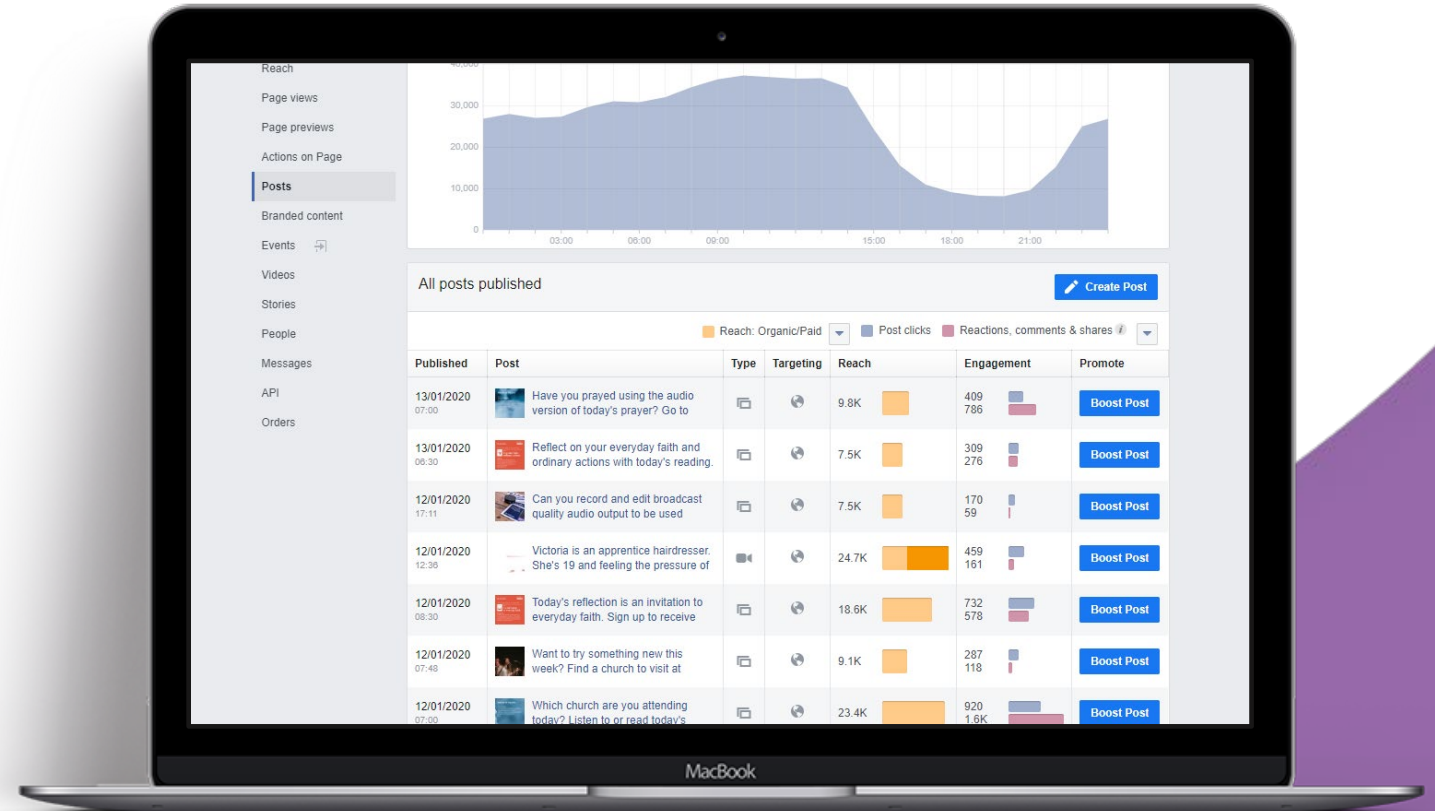 Reach
Page views
Page previews
Actions on Page
Posts
Branded content
Events
Videos
Stories
People
Messages
API
Orders
40,000
30,000
20,000
10,000
0
03:00 06:00 09:00 15:00 18:00 21:00
All posts published
Create Post
Reach: Organic/Paid Post clicks Reactions, comments & shares i
Published Post Type Targeting Reach Engagement Promote
13/01/2020
07:00
Have you prayed using the audio
version of today's prayer? Go to
9.8K
409
786
Boost Post
13/01/2020
06:30
Reflect on your everyday faith and
ordinary actions with today's reading.
7.5K
309
276
Boost Post
12/01/2020
17:11
Can you record and edit broadcast
quality audio output to be used
7.5K
170
59
Boost Post
12/01/2020
12:36
Victoria is an apprentice hairdresser.
She's 19 and feeling the pressure of
24.7K
459
161
Boost Post
12/01/2020
08:30
Today's reflection is an invitation to
everyday faith. Sign up to receive
18.6K
732
578
Boost Post
12/01/2020
07:48
Want to try something new this
week? Find a church to visit at
9.1K
287
118
Boost Post
12/01/2020
07:00
Which church are you attending
today? Listen to or read today's
23.4K
920
1.6K
Boost Post
MacBook